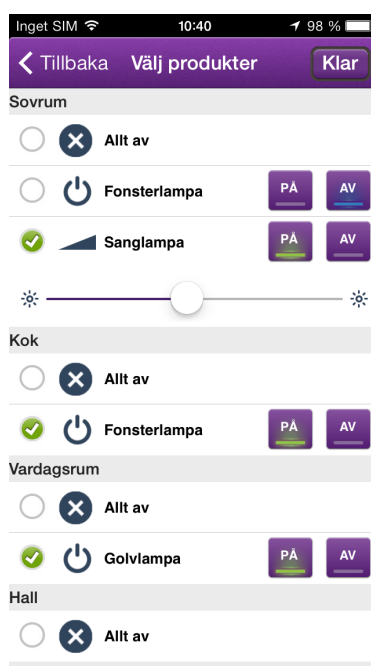 Inget SIM 10:40 98 %
Tillbaka Välj produkter Klar
Sovrum
Allt av
Fonsterlampa PÅ AV
Sanglampa PÅ AV
Kok
Allt av
Fonsterlampa PÅ AV
Vardagsrum
Allt av
Golvlampa PÅ AV
Hall
Allt av